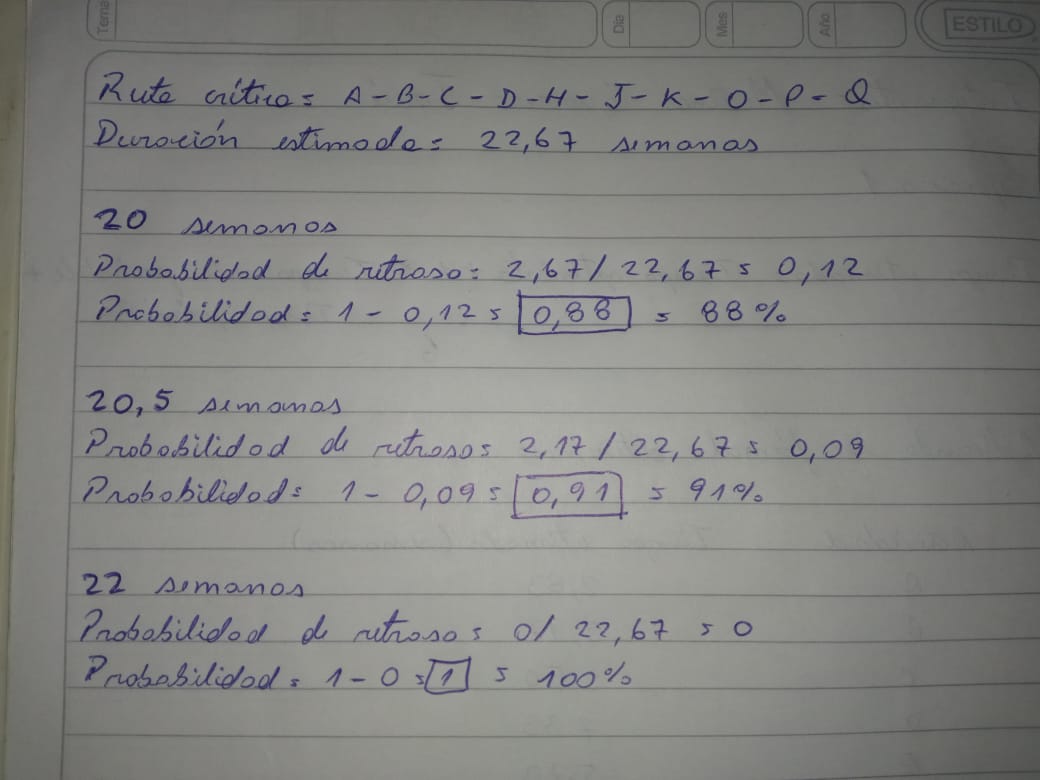 Tema
Día
Mes
Año
ESTILO
Ruta crítica = A - B - C - D - H - J - K - O - P - Q
Duración estimada = 22,67 semanas
20 semanas
Probabilidad de retraso = 2,67 / 22,67 = 0,12
Probabilidad = 1 - 0,12 = 0,88 = 88%
20,5 semanas
Probabilidad de retraso = 2,17 / 22,67 = 0,09
Probabilidad = 1 - 0,09 = 0,91 = 91%
22 semanas
Probabilidad de retraso = 0 / 22,67 = 0
Probabilidad = 1 - 0 = 1 = 100%